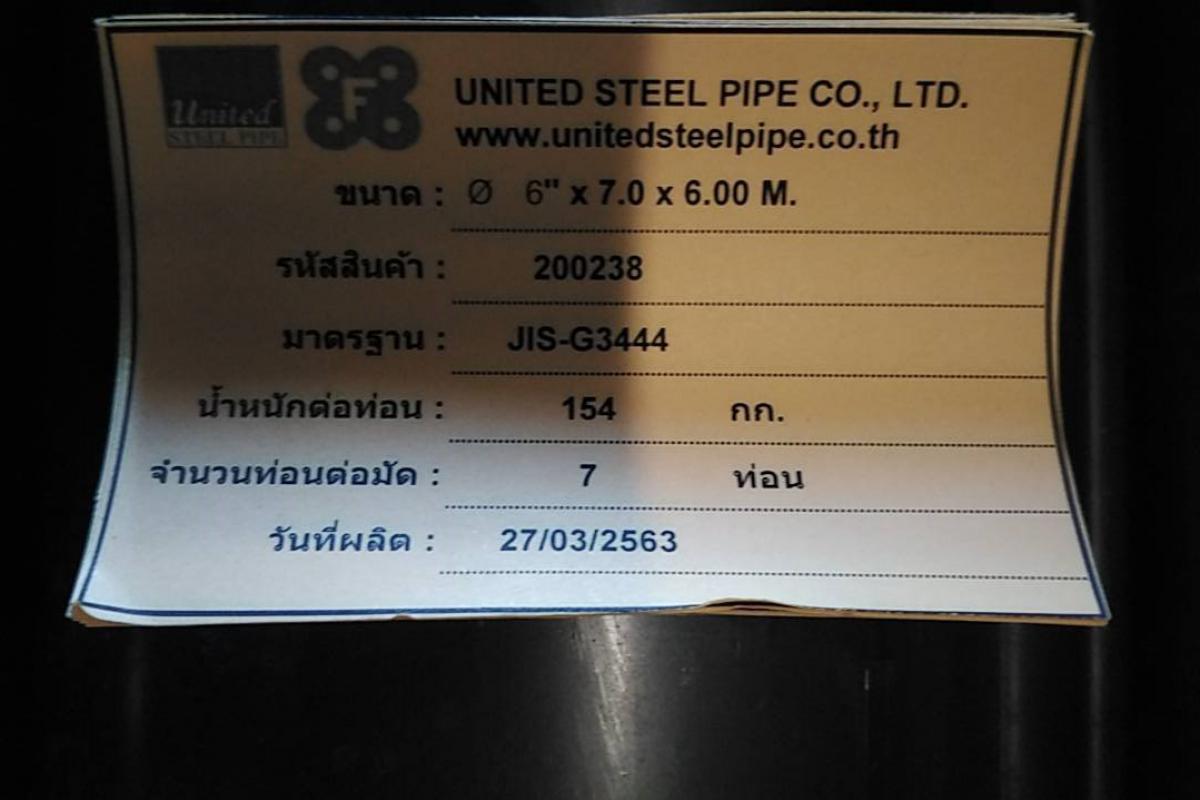 United
STEEL PIPE
F
UNITED STEEL PIPE CO., LTD.
www.unitedsteelpipe.co.th
ขนาด : Ø 6" x 7.0 x 6.00 M.
รหัสสินค้า : 200238
มาตรฐาน : JIS-G3444
น้ำหนักต่อท่อน : 154 กก.
จำนวนท่อนต่อมัด : 7 ท่อน
วันที่ผลิต : 27/03/2563